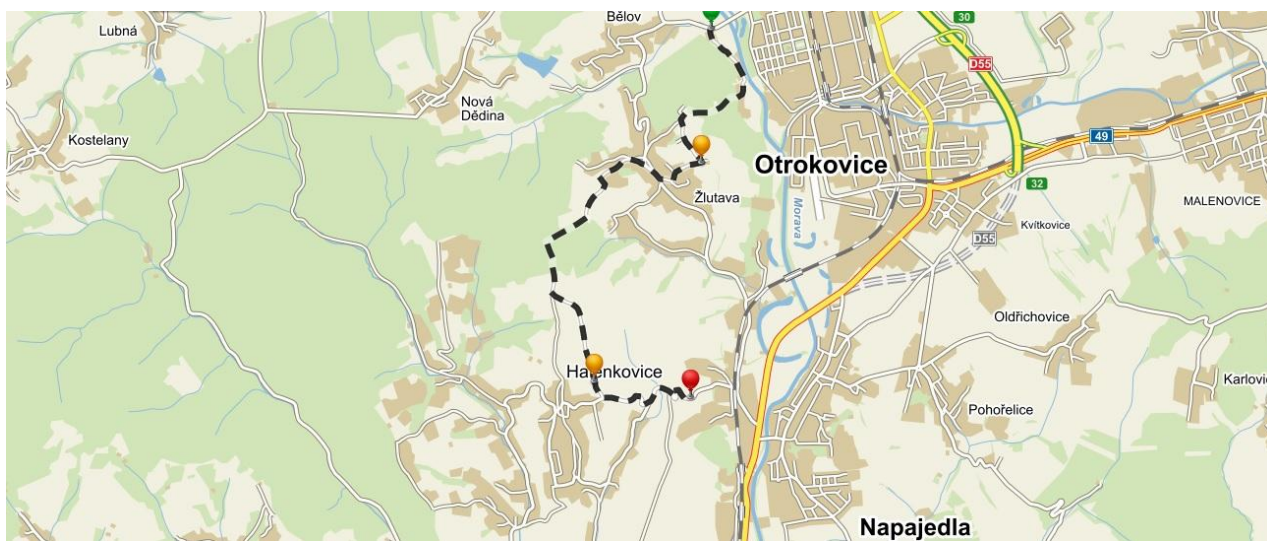 Bělov
30
Lubná
D55
Nová
Dědina
Kostelany
49
Otrokovice
32
Žlutava
MALENOVICE
Morava
Kvítkovice
D55
Oldřichovice
Halenkovice
Karlovic
Pohořelice
Napajedla